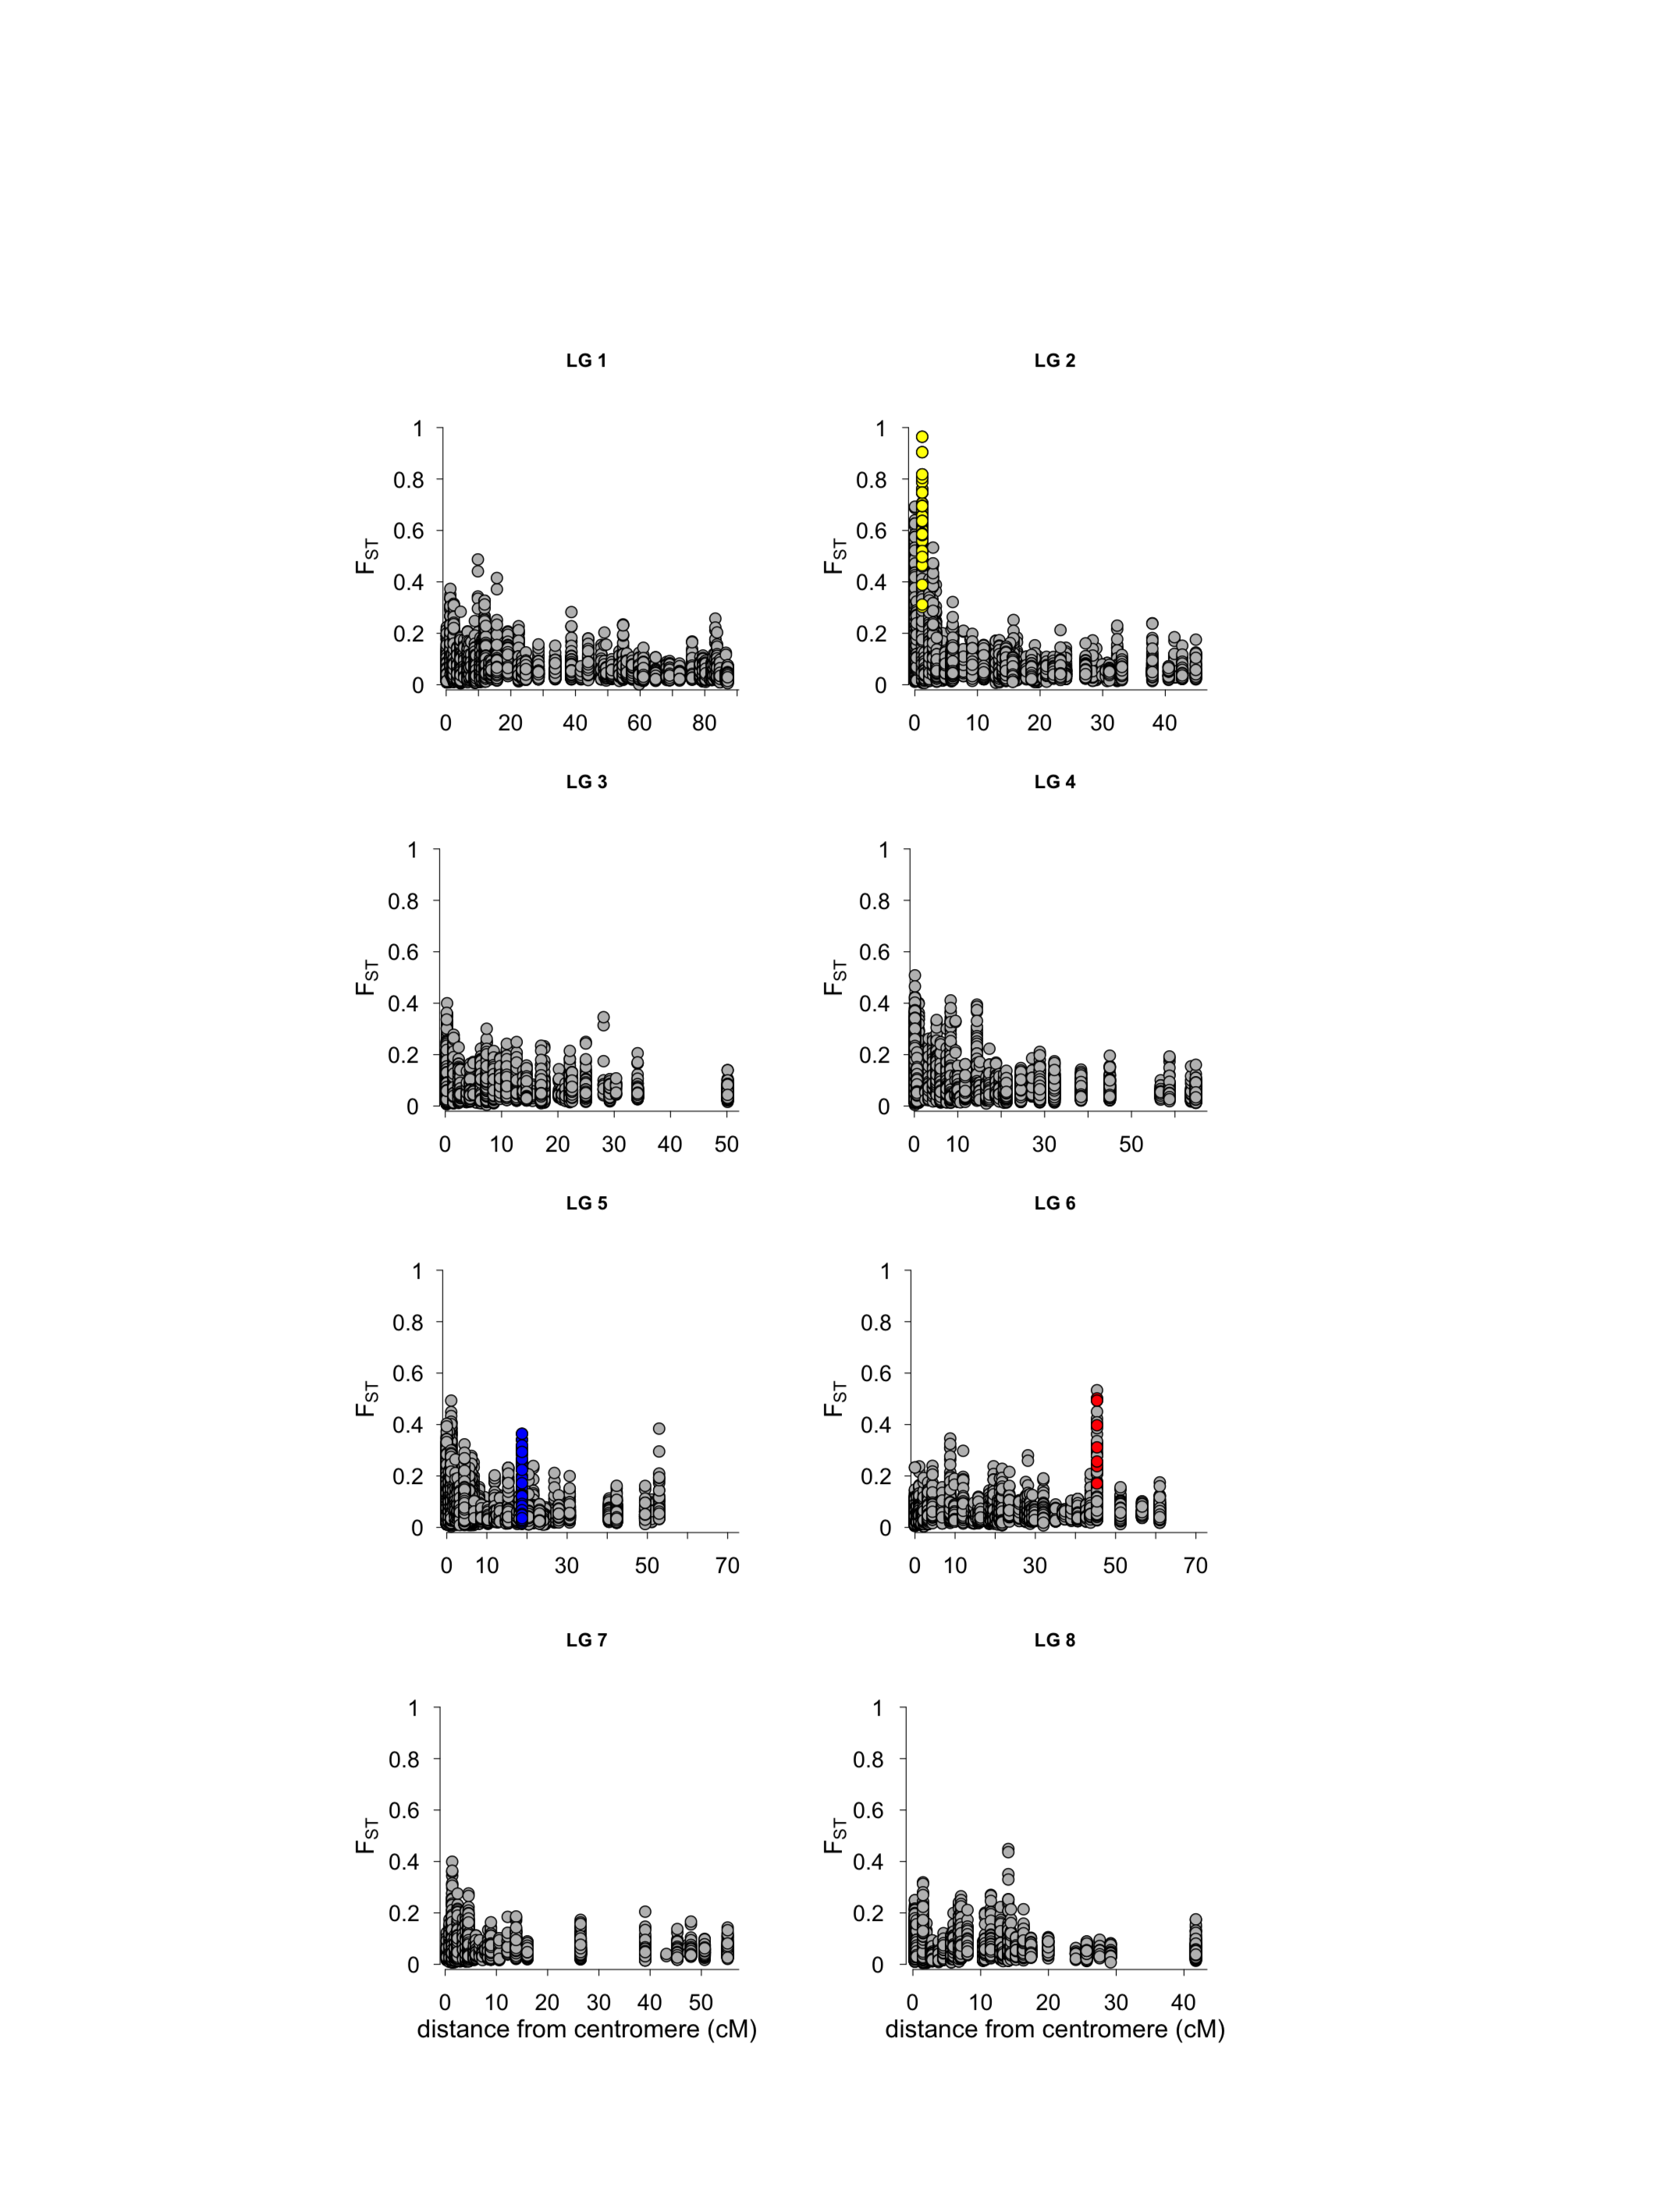 LG 1
LG 2
1
0.8
0.6
0.4
0.2
0
FST
0 20 40 60 80
1
0.8
0.6
0.4
0.2
0
FST
0 10 20 30 40
LG 3
LG 4
1
0.8
0.6
0.4
0.2
0
FST
0 10 20 30 40 50
1
0.8
0.6
0.4
0.2
0
FST
0 10 30 50
LG 5
LG 6
1
0.8
0.6
0.4
0.2
0
FST
0 10 30 50 70
1
0.8
0.6
0.4
0.2
0
FST
0 10 30 50 70
LG 7
LG 8
1
0.8
0.6
0.4
0.2
0
FST
0 10 20 30 40 50
distance from centromere (cM)
1
0.8
0.6
0.4
0.2
0
FST
0 10 20 30 40
distance from centromere (cM)